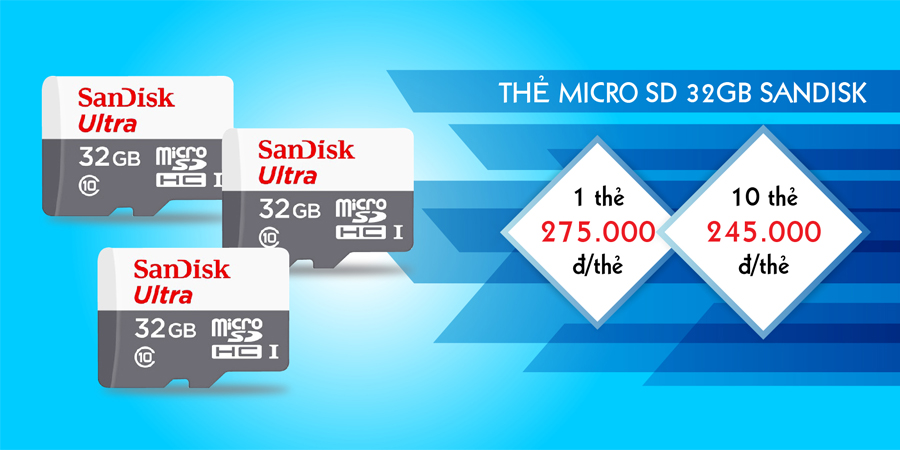 THẺ MICRO SD 32GB SANDISK
SanDisk
Ultra
32GB
micro
SD
HC I
10
SanDisk
Ultra
32GB
micro
SD
HC I
10
SanDisk
Ultra
32GB
micro
SD
HC I
10
1 thẻ
275.000
đ/thẻ
10 thẻ
245.000
đ/thẻ